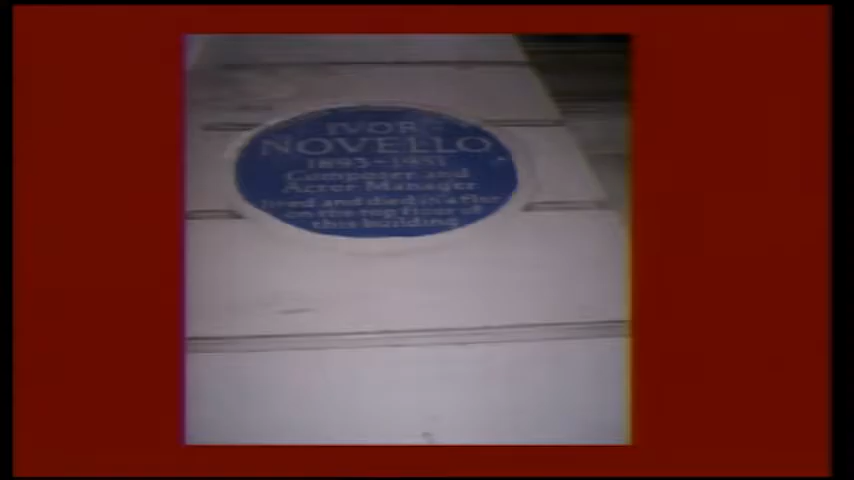 IVOR
NOVELLO
1893-1951
Composer and
Actor Manager
lived and died in a flat
on the top floor of
this building